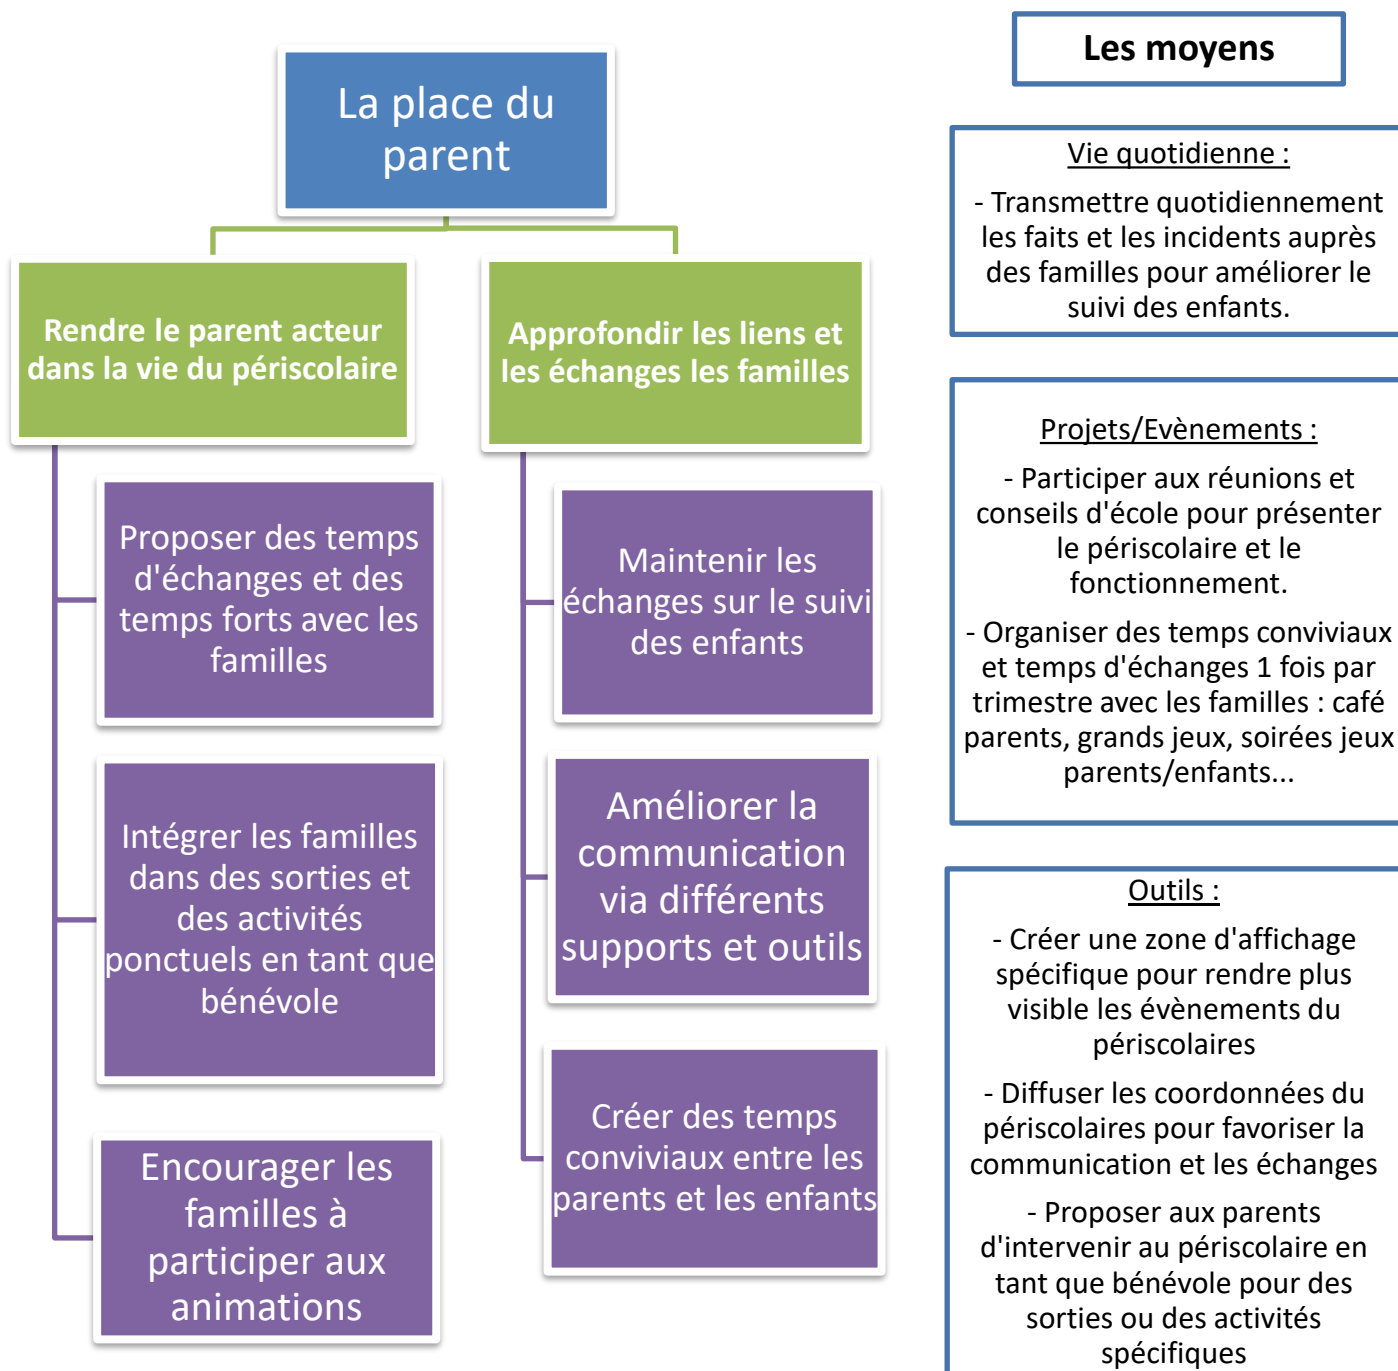 La place du
parent
Rendre le parent acteur
dans la vie du périscolaire
Proposer des temps
d'échanges et des
temps forts avec les
familles
Intégrer les familles
dans des sorties et
des activités
ponctuels en tant que
bénévole
Encourager les
familles à
participer aux
animations
Approfondir les liens et
les échanges les familles
Maintenir les
échanges sur le suivi
des enfants
Améliorer la
communication
via différents
supports et outils
Créer des temps
conviviaux entre les
parents et les enfants
Les moyens
Vie quotidienne :
- Transmettre quotidiennement
les faits et les incidents auprès
des familles pour améliorer le
suivi des enfants.
Projets/Evènements :
- Participer aux réunions et
conseils d'école pour présenter
le périscolaire et le
fonctionnement.
- Organiser des temps conviviaux
et temps d'échanges 1 fois par
trimestre avec les familles : café
parents, grands jeux, soirées jeux
parents/enfants...
Outils :
- Créer une zone d'affichage
spécifique pour rendre plus
visible les évènements du
périscolaires
- Diffuser les coordonnées du
périscolaires pour favoriser la
communication et les échanges
- Proposer aux parents
d'intervenir au périscolaire en
tant que bénévole pour des
sorties ou des activités
spécifiques